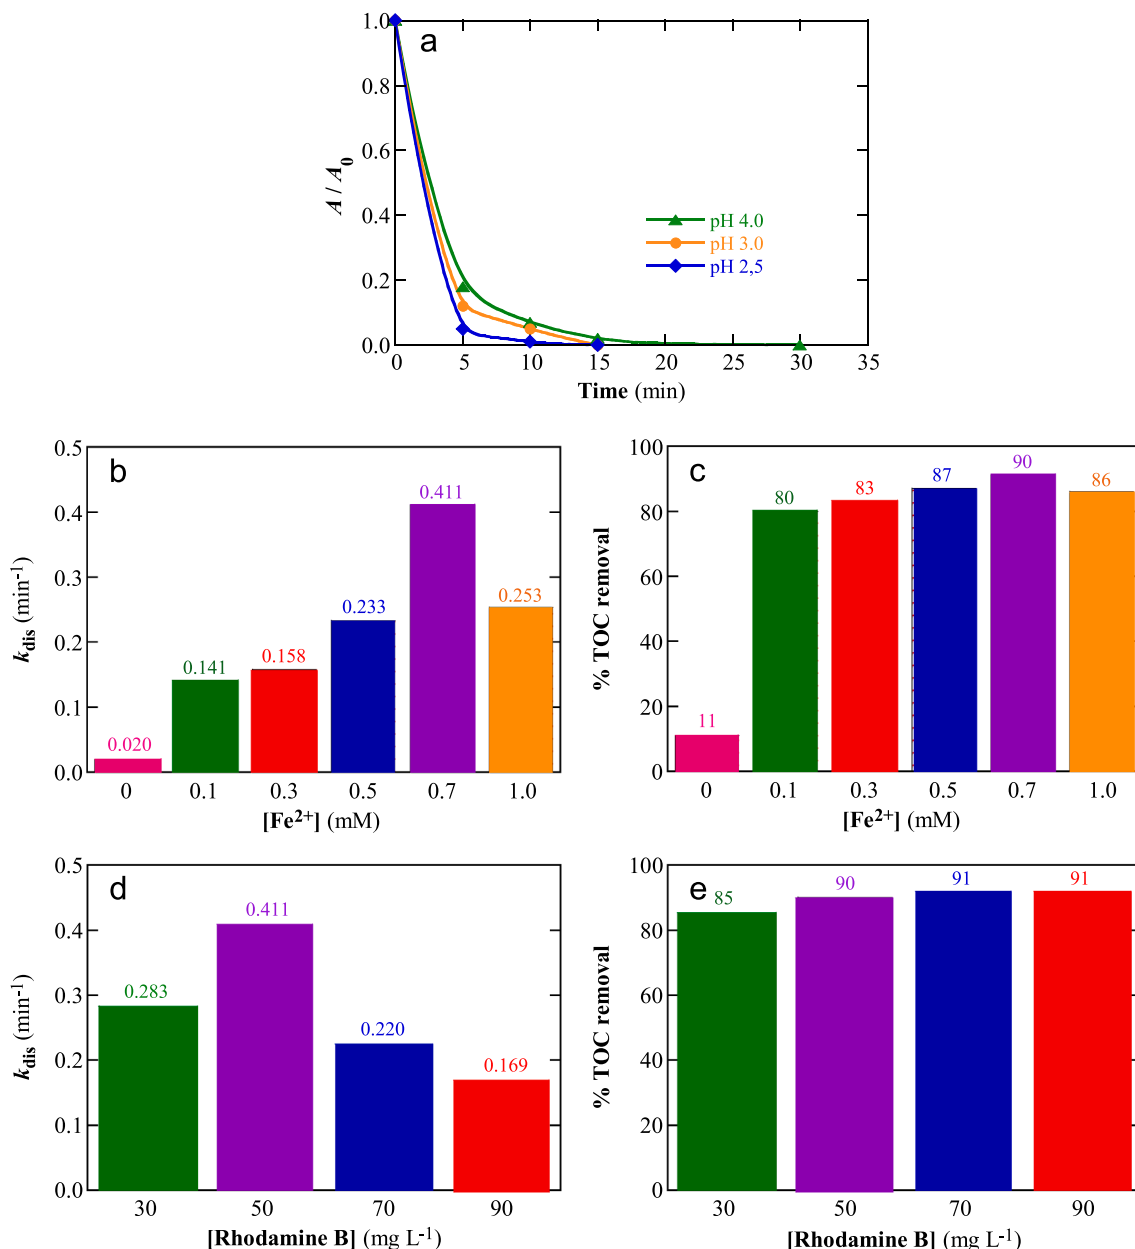 a
1.0
0.8
0.6
0.4
0.2
0.0
A / A0
pH 4.0
pH 3.0
pH 2,5
0 5 10 15 20 25 30 35
Time (min)
b
0.5
0.4
0.3
0.2
0.1
0.0
kdis (min-1)
0.020
0.141
0.158
0.233
0.411
0.253
0 0.1 0.3 0.5 0.7 1.0
[Fe2+] (mM)
c
100
80
60
40
20
0
% TOC removal
11
80
83
87
90
86
0 0.1 0.3 0.5 0.7 1.0
[Fe2+] (mM)
d
0.5
0.4
0.3
0.2
0.1
0.0
kdis (min-1)
0.283
0.411
0.220
0.169
30 50 70 90
[Rhodamine B] (mg L-1)
e
100
80
60
40
20
0
% TOC removal
85
90
91
91
30 50 70 90
[Rhodamine B] (mg L-1)